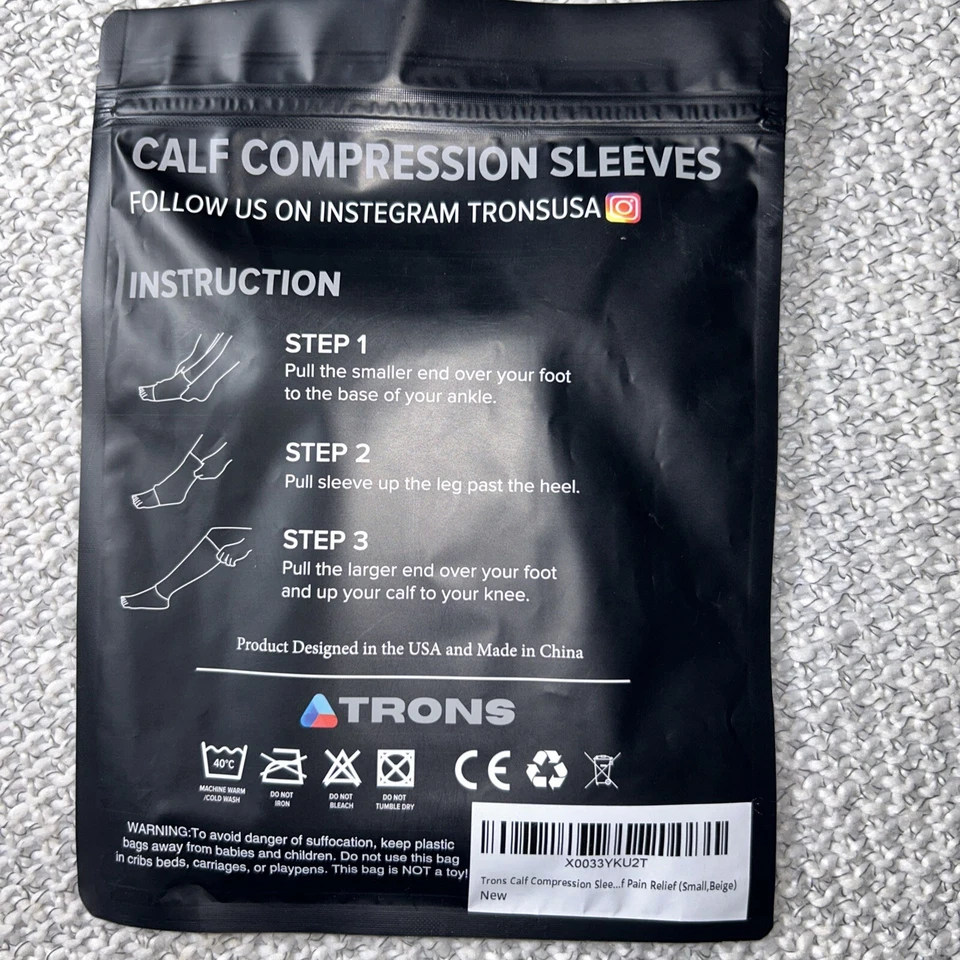 CALF COMPRESSION SLEEVES
FOLLOW US ON INSTEGRAM TRONSUSA
INSTRUCTION
STEP 1
Pull the smaller end over your foot
to the base of your ankle.
STEP 2
Pull sleeve up the leg past the heel.
STEP 3
Pull the larger end over your foot
and up your calf to your knee.
Product Designed in the USA and Made in China
TRONS
40°C
MACHINE WARM
/COLD WASH
DO NOT
IRON
DO NOT
BLEACH
DO NOT
TUMBLE DRY
CE
WARNING:To avoid danger of suffocation, keep plastic
bags away from babies and children. Do not use this bag
in cribs beds, carriages, or playpens. This bag is NOT a toy!
X0033YKU2T
Trons Calf Compression Slee...f Pain Relief(Small,Beige)
New